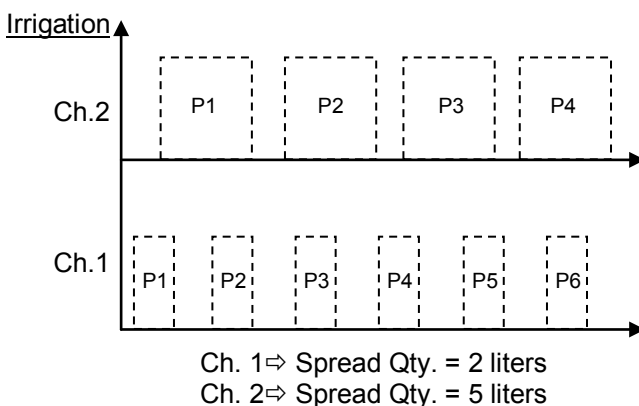 Irrigation
Ch.2
P1 P2 P3 P4
Ch.1
P1 P2 P3 P4 P5 P6
Ch. 1⇨ Spread Qty. = 2 liters
Ch. 2⇨ Spread Qty. = 5 liters